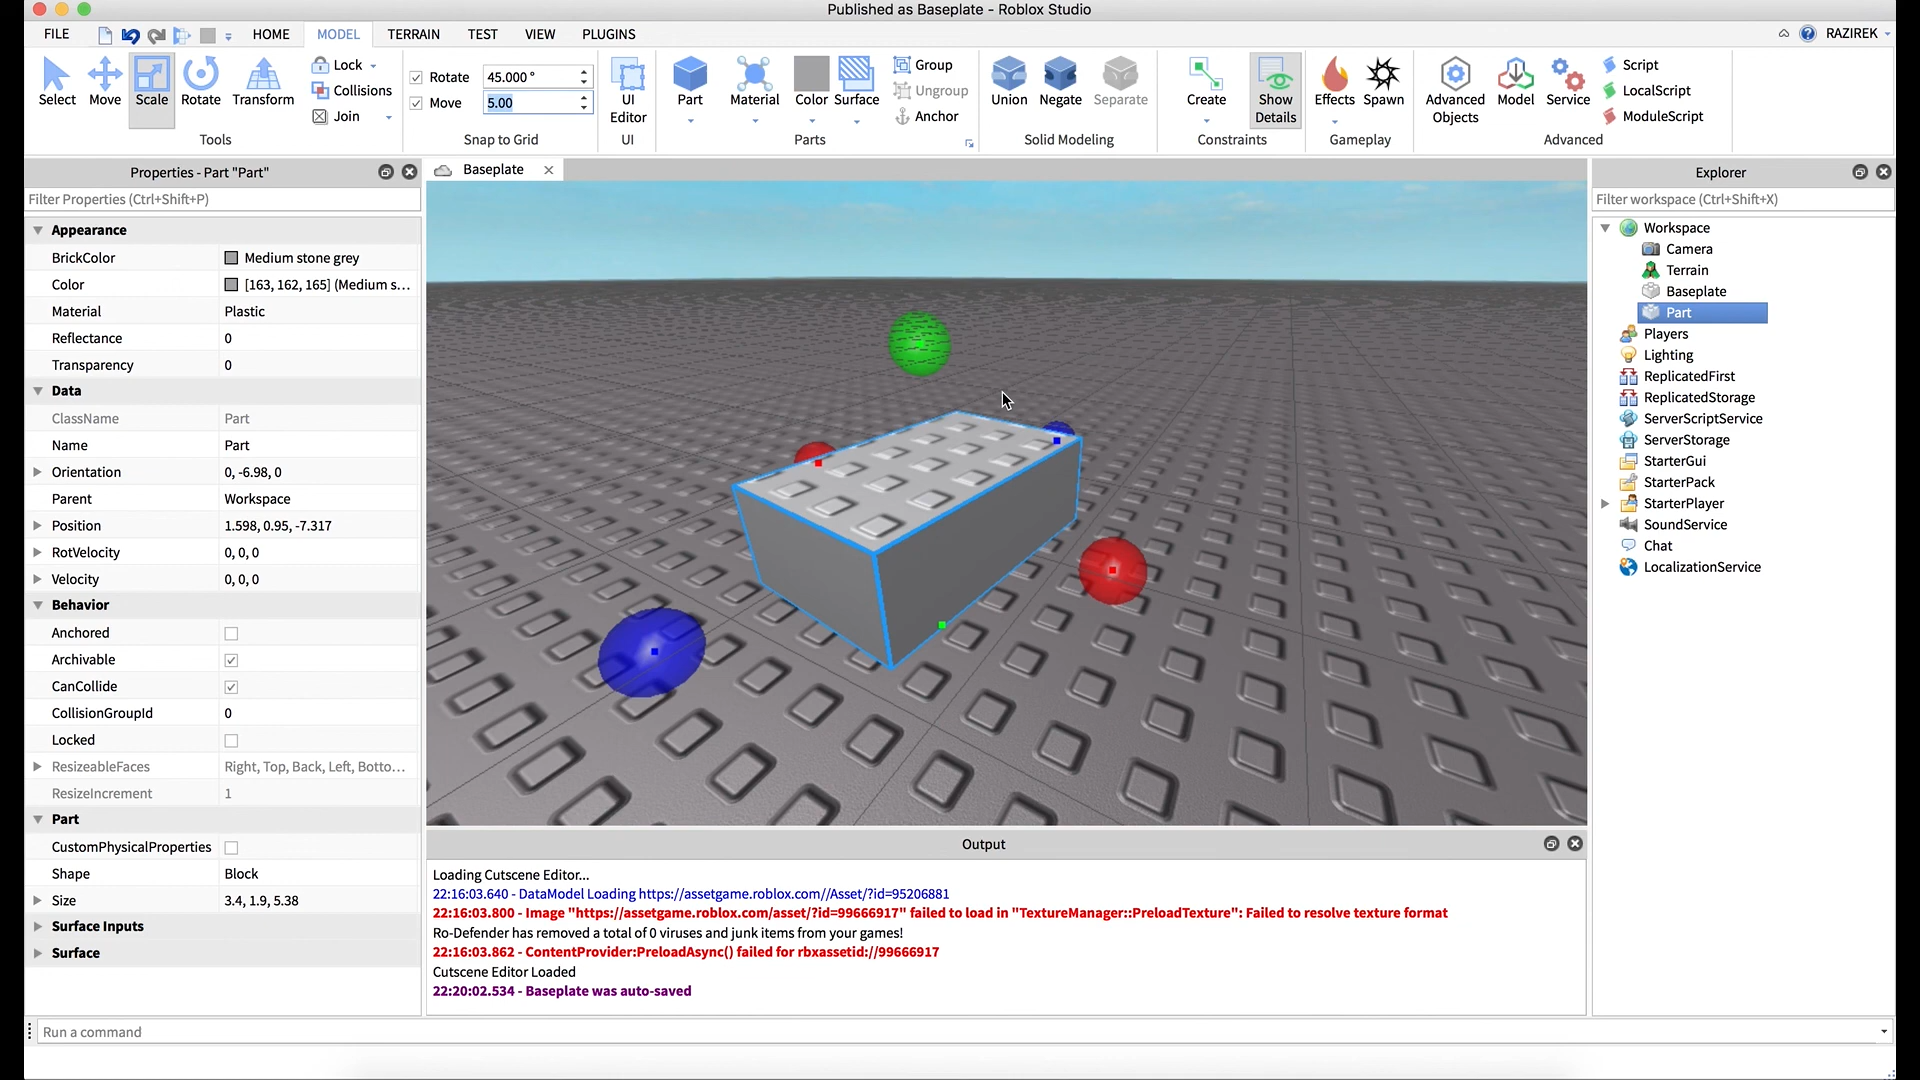 Published as Baseplate - Roblox Studio
FILE HOME MODEL TERRAIN TEST VIEW PLUGINS RAZIREK
Select Move Scale Rotate Transform
Lock
Collisions
Join
Tools
Rotate 45.000 °
Move 5.00
Snap to Grid
UI Editor
UI
Part Material Color Surface
Group
Ungroup
Anchor
Parts
Union Negate Separate
Solid Modeling
Create Show Details
Constraints
Effects Spawn
Gameplay
Advanced Objects Model Service
Script
LocalScript
ModuleScript
Advanced
Properties - Part "Part"
Filter Properties (Ctrl+Shift+P)
Appearance
BrickColor Medium stone grey
Color [163, 162, 165] (Medium s...
Material Plastic
Reflectance 0
Transparency 0
Data
ClassName Part
Name Part
Orientation 0, -6.98, 0
Parent Workspace
Position 1.598, 0.95, -7.317
RotVelocity 0, 0, 0
Velocity 0, 0, 0
Behavior
Anchored
Archivable
CanCollide
CollisionGroupId 0
Locked
ResizeableFaces Right, Top, Back, Left, Botto...
ResizeIncrement 1
Part
CustomPhysicalProperties
Shape Block
Size 3.4, 1.9, 5.38
Surface Inputs
Surface
Baseplate
Output
Loading Cutscene Editor...
22:16:03.640 - DataModel Loading https://assetgame.roblox.com//Asset/?id=95206881
22:16:03.800 - Image "https://assetgame.roblox.com/asset/?id=99666917" failed to load in "TextureManager::PreloadTexture": Failed to resolve texture format
Ro-Defender has removed a total of 0 viruses and junk items from your games!
22:16:03.862 - ContentProvider:PreloadAsync() failed for rbxassetid://99666917
Cutscene Editor Loaded
22:20:02.534 - Baseplate was auto-saved
Explorer
Filter workspace (Ctrl+Shift+X)
Workspace
Camera
Terrain
Baseplate
Part
Players
Lighting
ReplicatedFirst
ReplicatedStorage
ServerScriptService
ServerStorage
StarterGui
StarterPack
StarterPlayer
SoundService
Chat
LocalizationService
Run a command